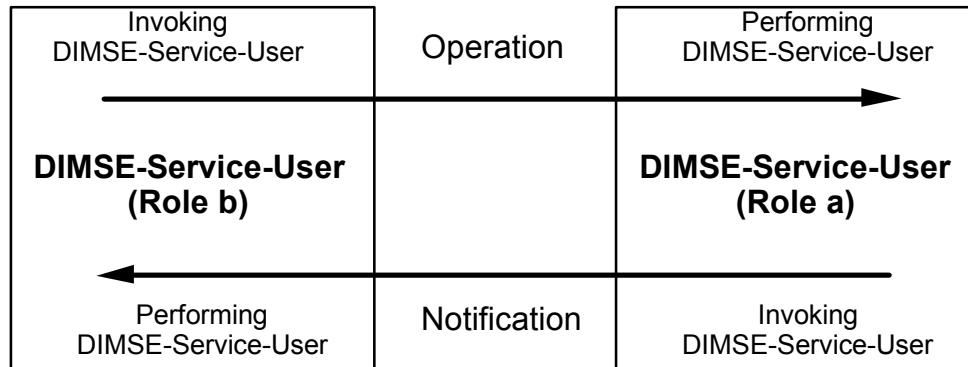 Invoking
DIMSE-Service-User
Operation
Performing
DIMSE-Service-User
DIMSE-Service-User
(Role b)
DIMSE-Service-User
(Role a)
Performing
DIMSE-Service-User
Notification
Invoking
DIMSE-Service-User